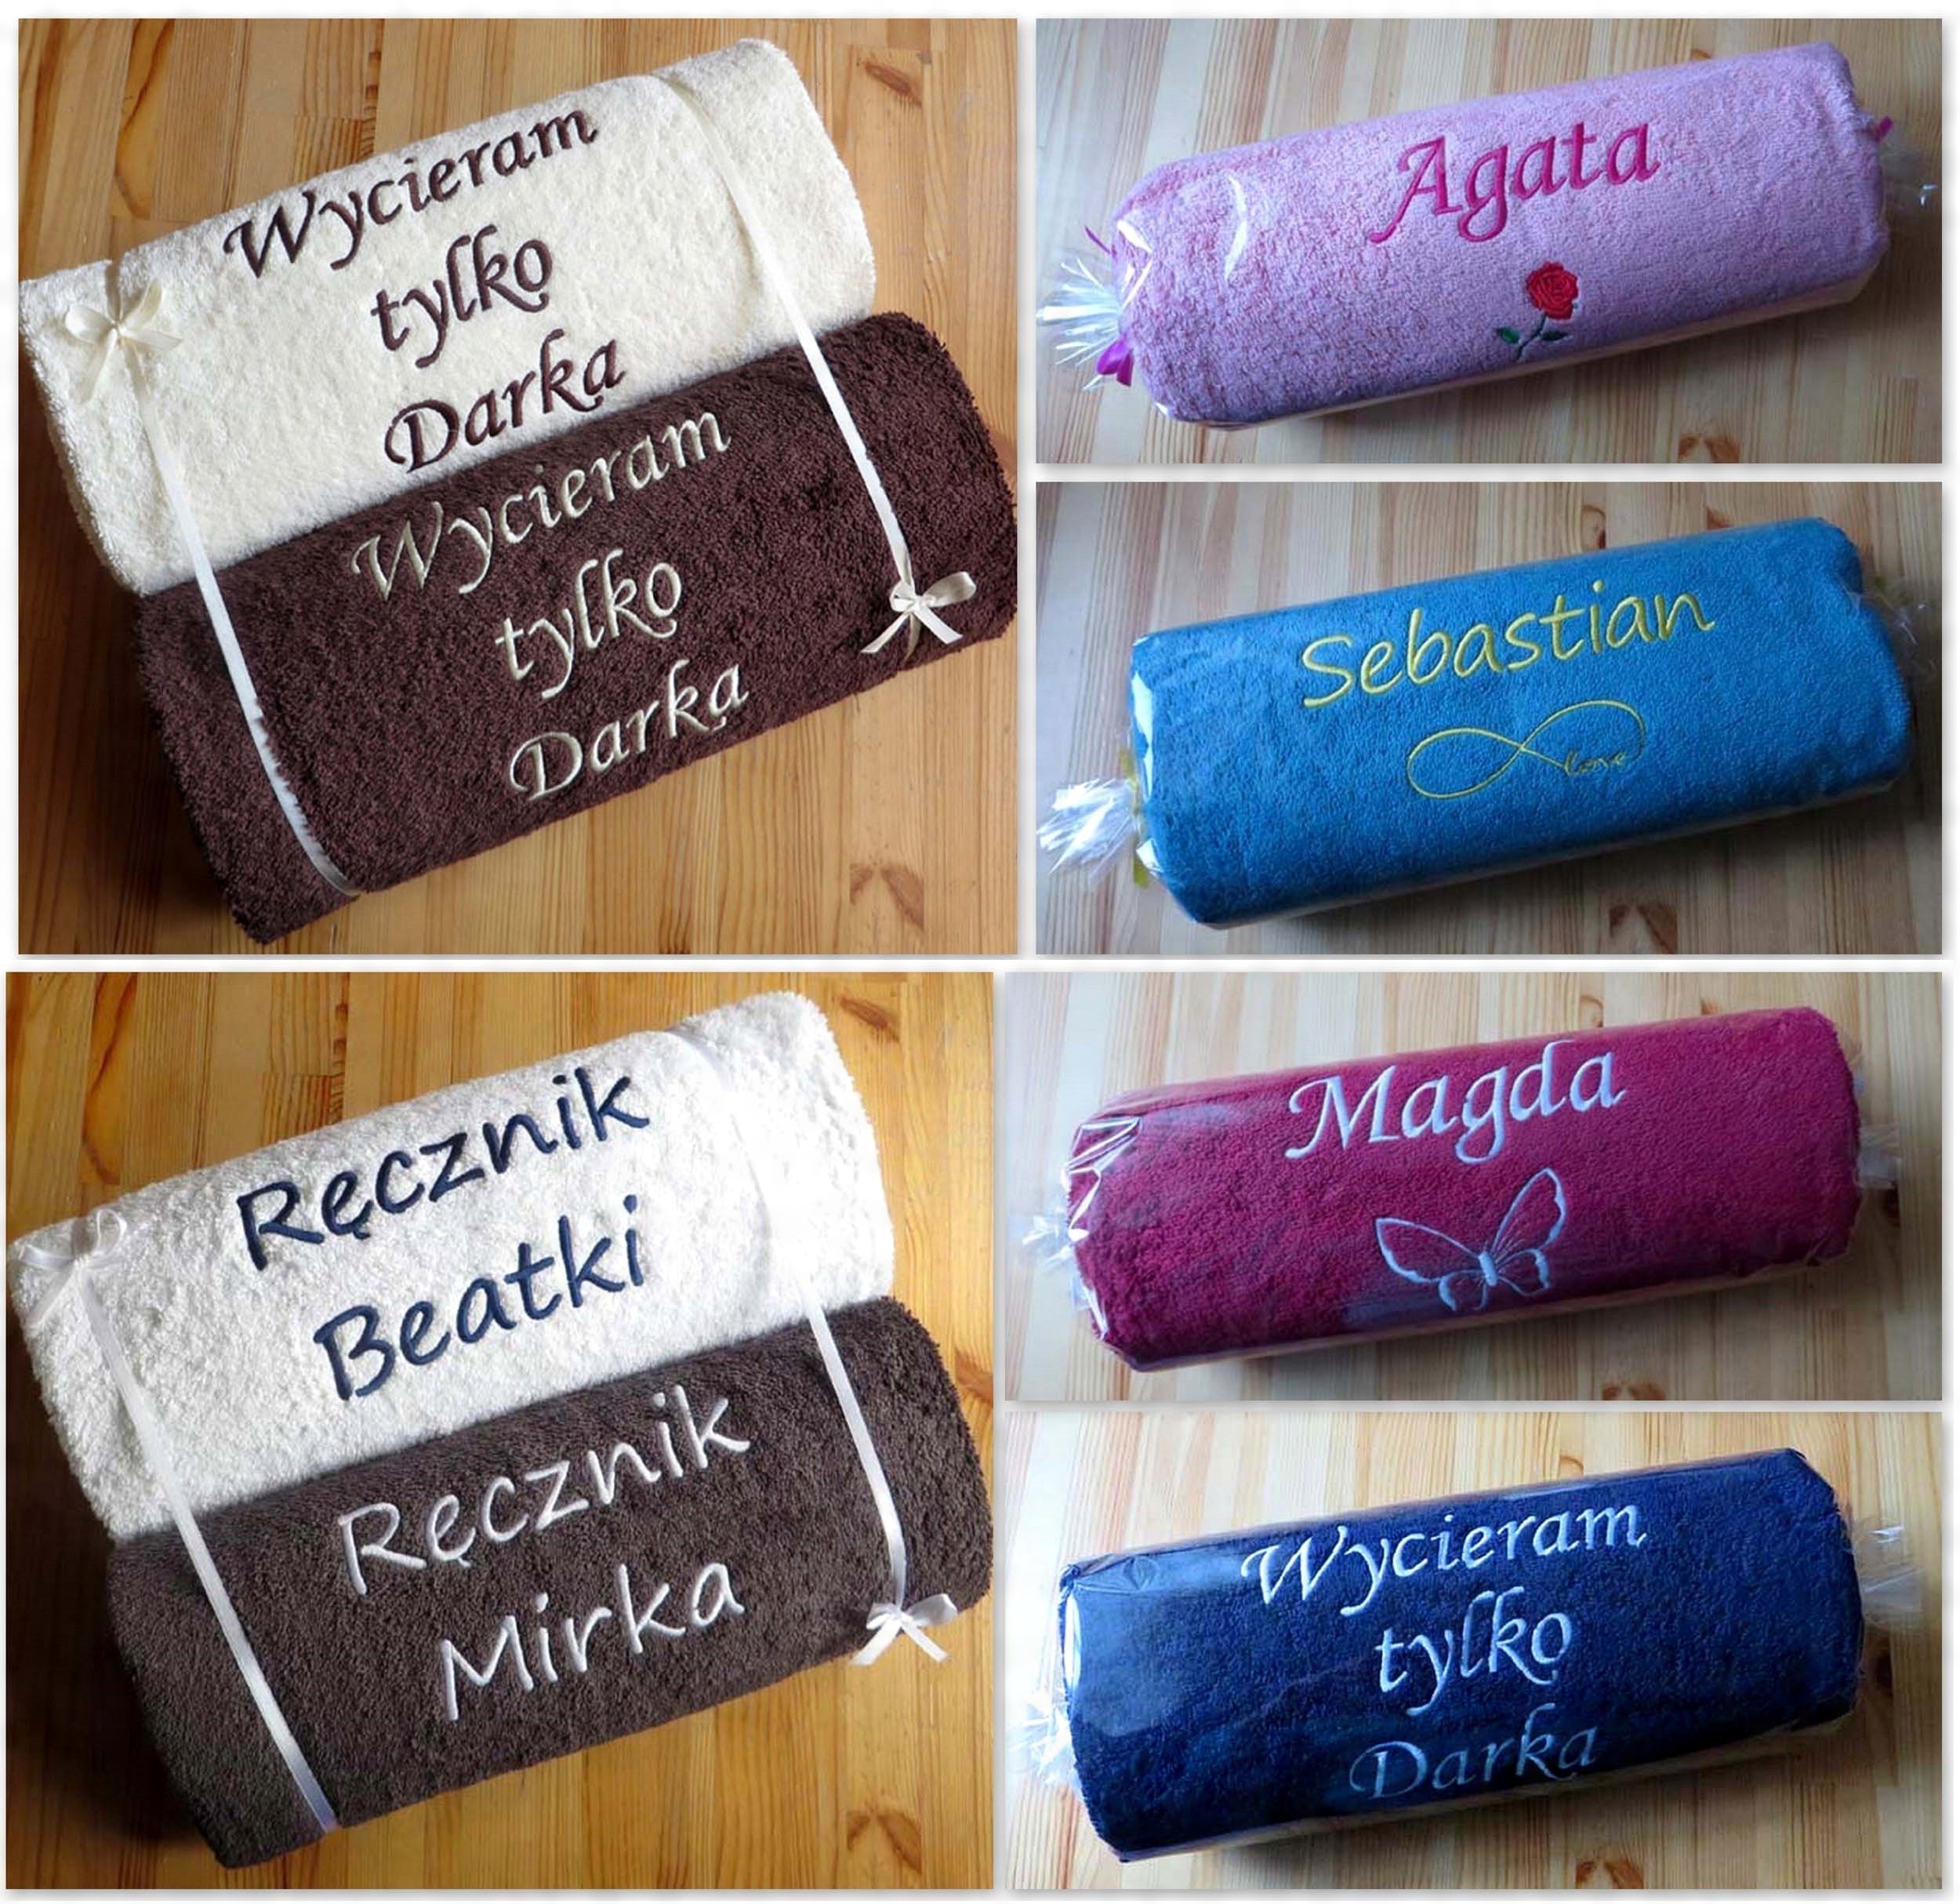 Wycieram
tylko
Darka
Wycieram
tylko
Darka
Agata
Sebastian
love
Ręcznik
Beatki
Ręcznik
Mirka
Magda
Wycieram
tylko
Darka